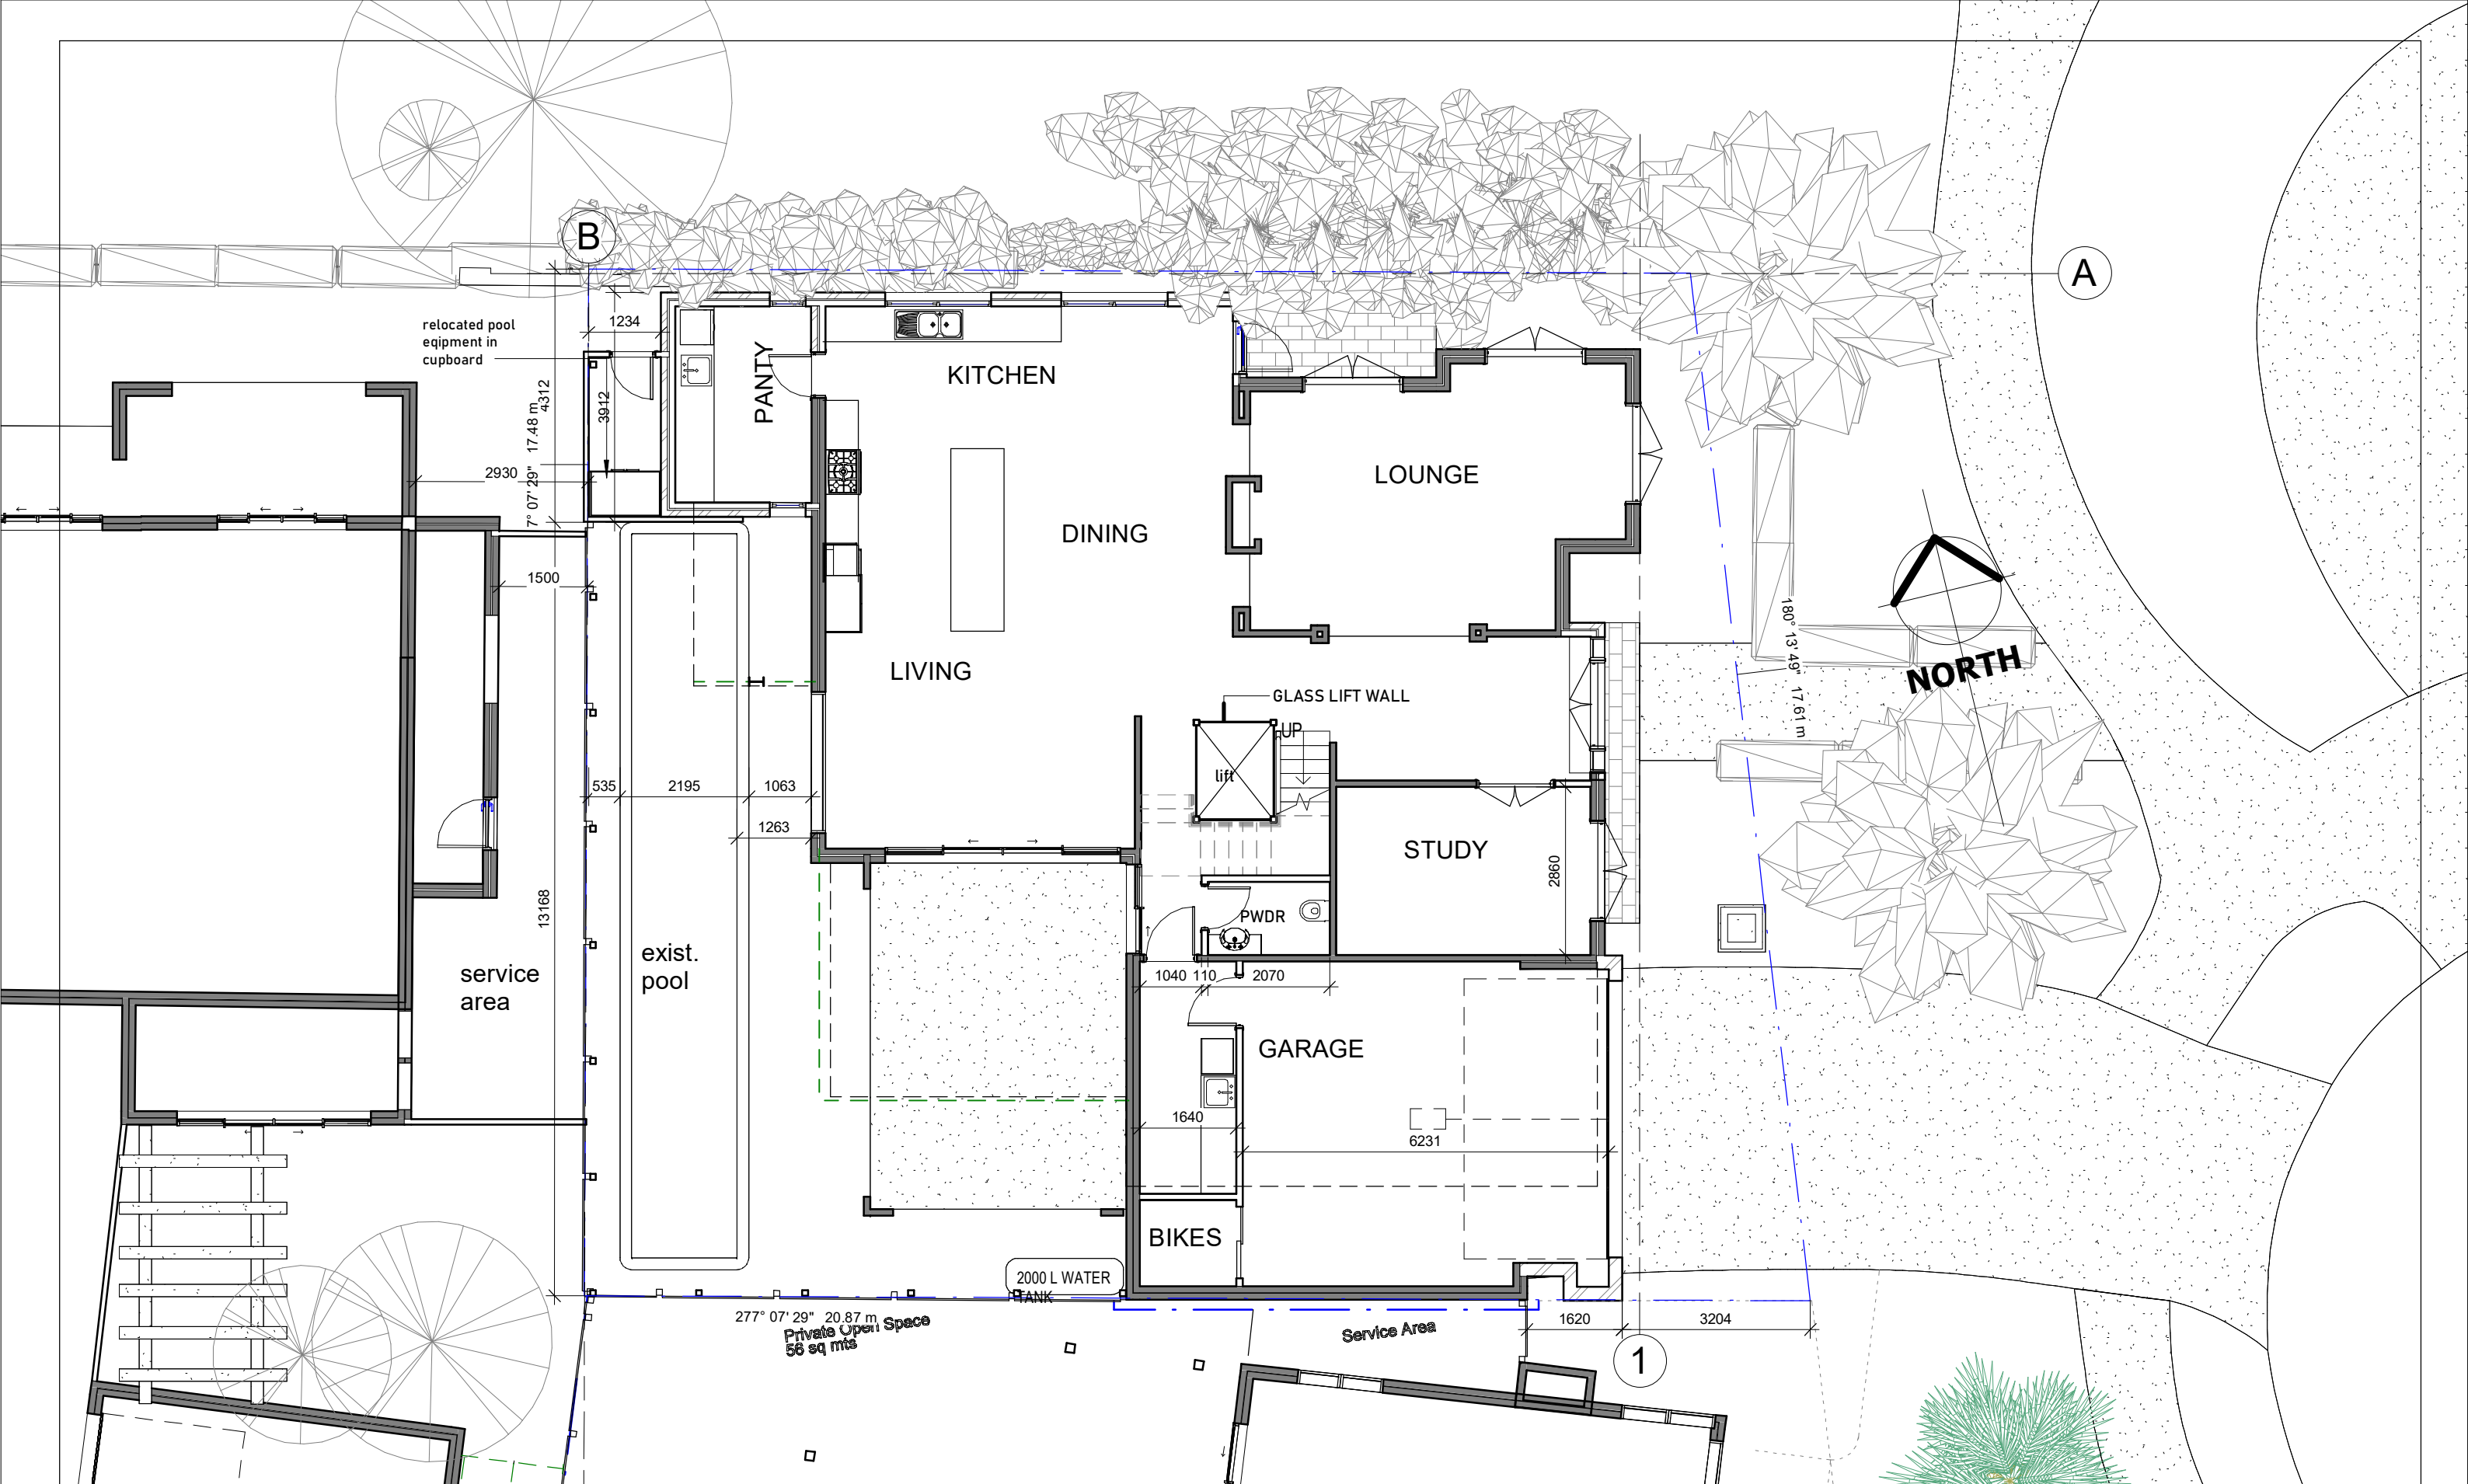 B
A
relocated pool
eqipment in
cupboard
1234
4312
3912
7° 07' 29"  17.48 m
2930
1500
PANTY
KITCHEN
LOUNGE
DINING
LIVING
GLASS LIFT WALL
UP
lift
180° 13' 49"  17.61 m
NORTH
535
2195
1063
1263
STUDY
2860
PWDR
13168
exist.
pool
service
area
1040
110
2070
GARAGE
1640
6231
BIKES
2000 L WATER
TANK
277° 07' 29"  20.87 m
Private Open Space
56 sq mts
Service Area
1620
3204
1